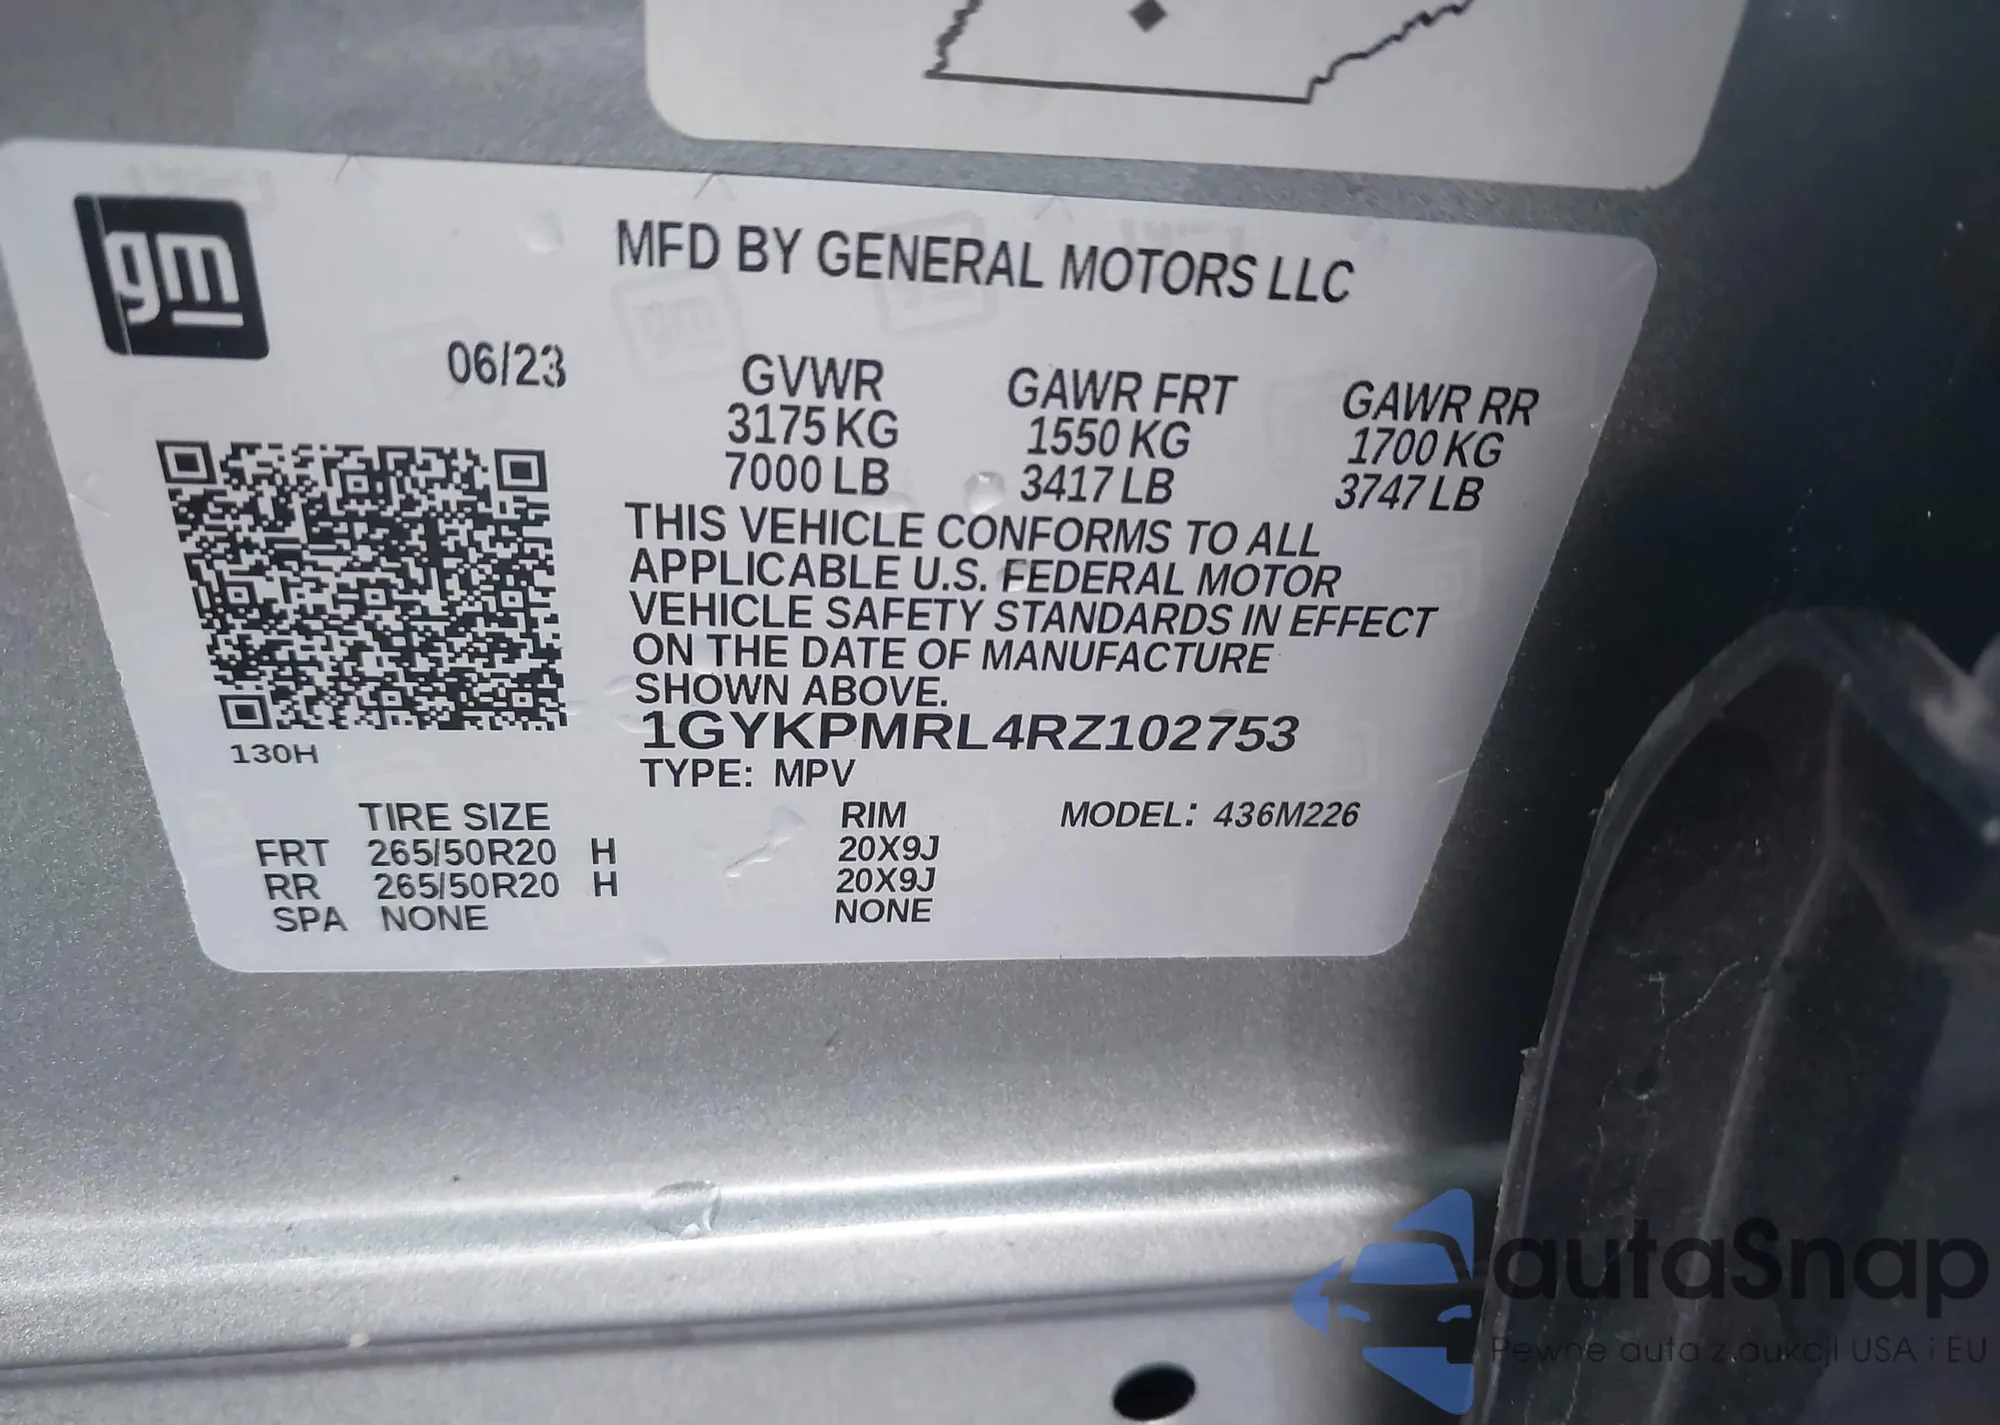 gm
MFD BY GENERAL MOTORS LLC
06/23
GVWR GAWR FRT GAWR RR
3175 KG 1550 KG 1700 KG
7000 LB 3417 LB 3747 LB
THIS VEHICLE CONFORMS TO ALL
APPLICABLE U.S. FEDERAL MOTOR
VEHICLE SAFETY STANDARDS IN EFFECT
ON THE DATE OF MANUFACTURE
SHOWN ABOVE.
1GYKPMRL4RZ102753
130H
TYPE: MPV
TIRE SIZE RIM MODEL: 436M226
FRT 265/50R20 H 20X9J
RR 265/50R20 H 20X9J
SPA NONE NONE
autaSnap
Pewne auta z aukcji USA i EU